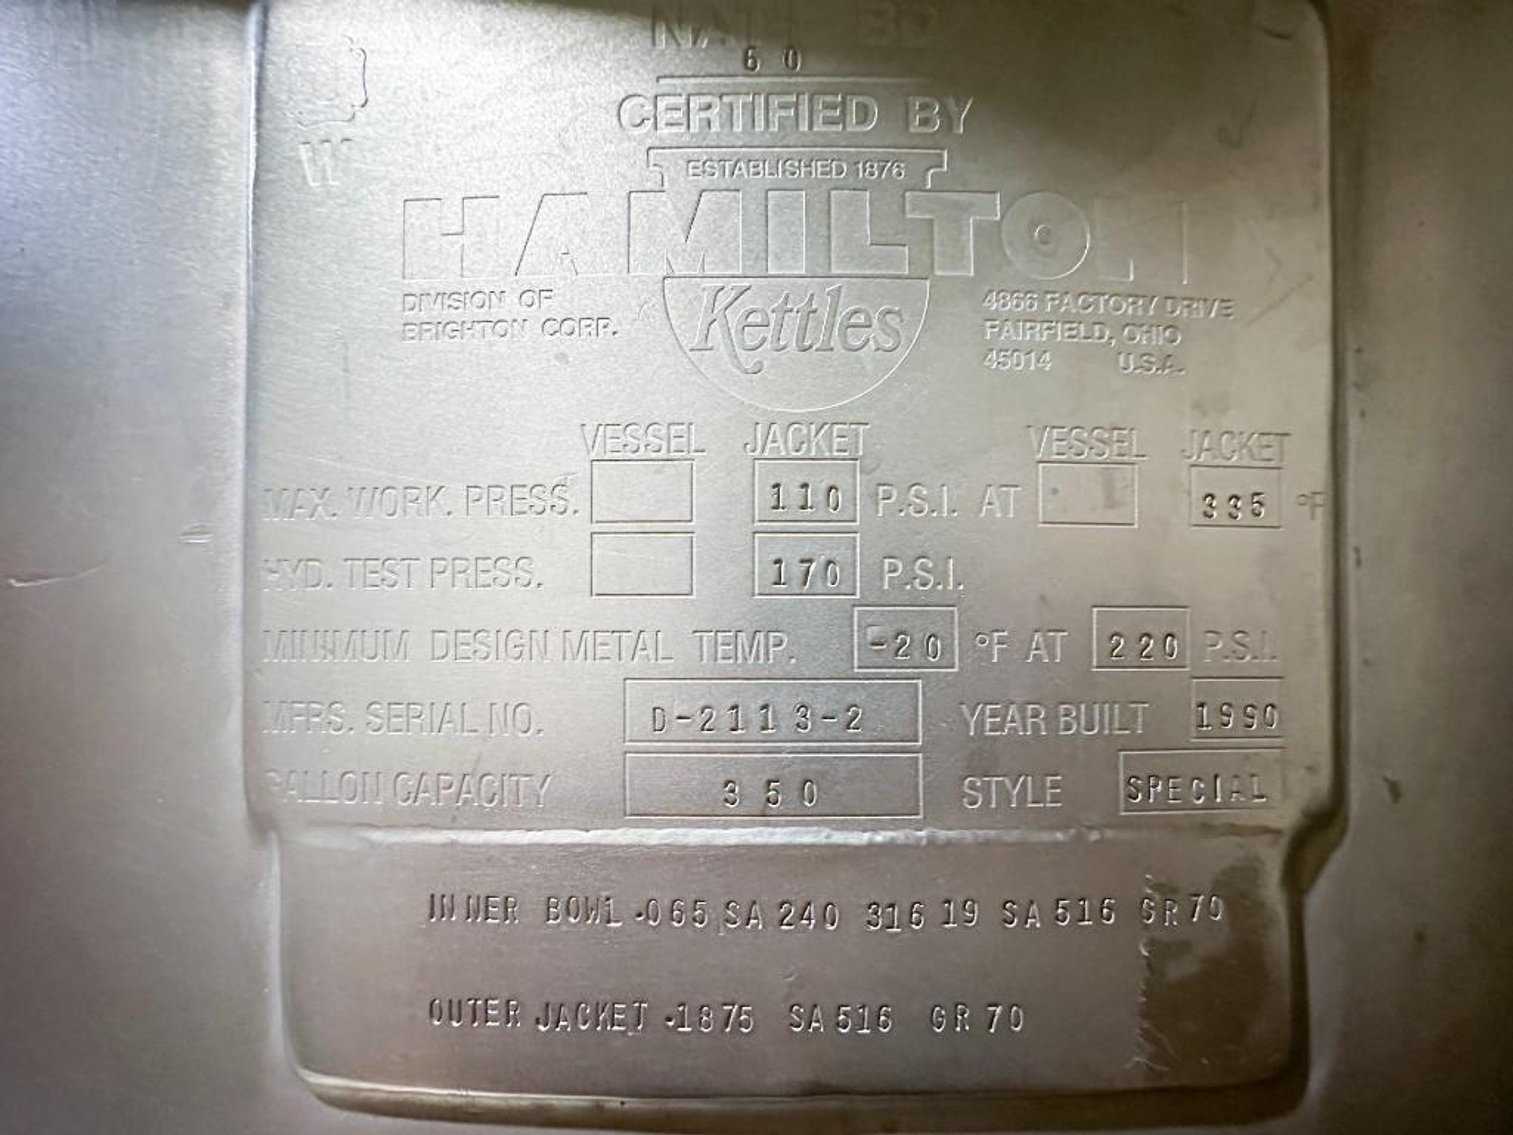 NAT'L BD
60
CERTIFIED BY
ESTABLISHED 1876
HAMILTON
Kettles
DIVISION OF
BRIGHTON CORP.
4866 FACTORY DRIVE
FAIRFIELD, OHIO
45014 U.S.A.
W
VESSEL JACKET VESSEL JACKET
MAX. WORK. PRESS. 110 P.S.I. AT 335 °F
HYD. TEST PRESS. 170 P.S.I.
MINIMUM DESIGN METAL TEMP. -20 °F AT 220 P.S.I.
MFRS. SERIAL NO. D-2113-2 YEAR BUILT 1990
GALLON CAPACITY 350 STYLE SPECIAL
INNER BOWL .065 SA 240 316 19 SA 516 GR 70
OUTER JACKET .1875 SA 516 GR 70